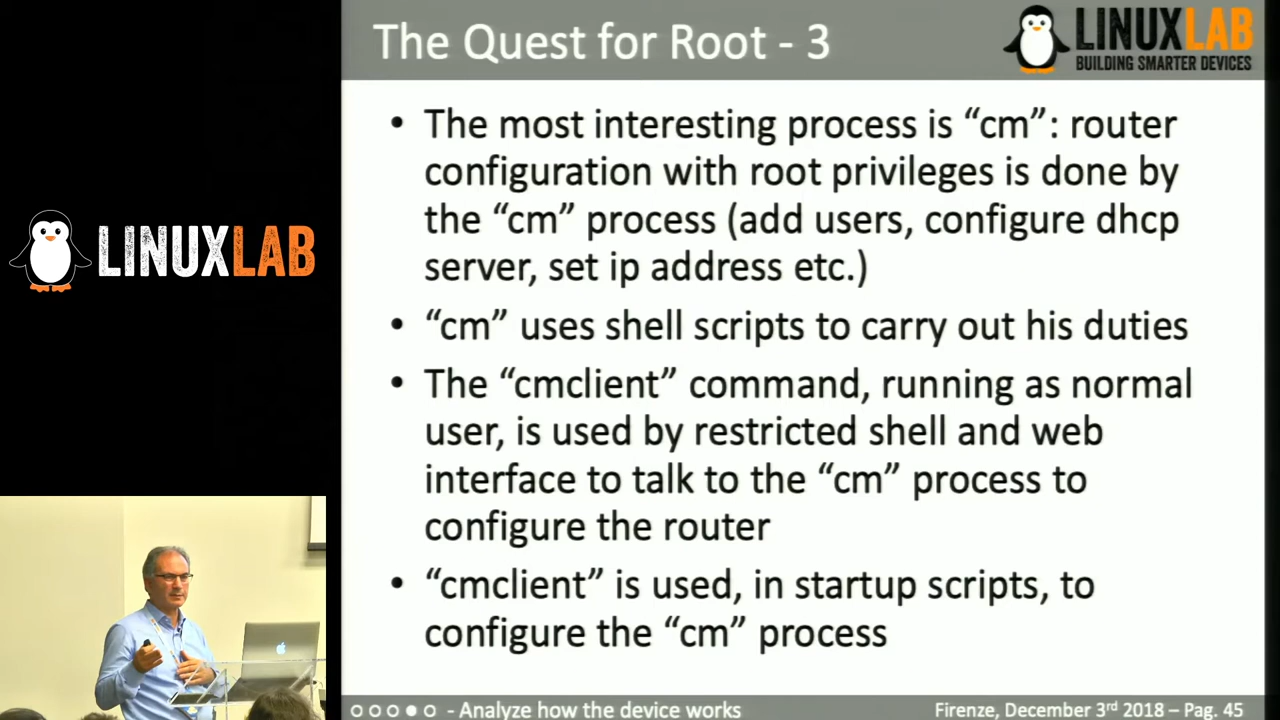 The Quest for Root - 3
LINUXLAB
BUILDING SMARTER DEVICES
LINUXLAB
• The most interesting process is “cm”: router
configuration with root privileges is done by
the “cm” process (add users, configure dhcp
server, set ip address etc.)
• “cm” uses shell scripts to carry out his duties
• The “cmclient” command, running as normal
user, is used by restricted shell and web
interface to talk to the “cm” process to
configure the router
• “cmclient” is used, in startup scripts, to
configure the “cm” process
- Analyze how the device works
Firenze, December 3rd 2018 – Pag. 45